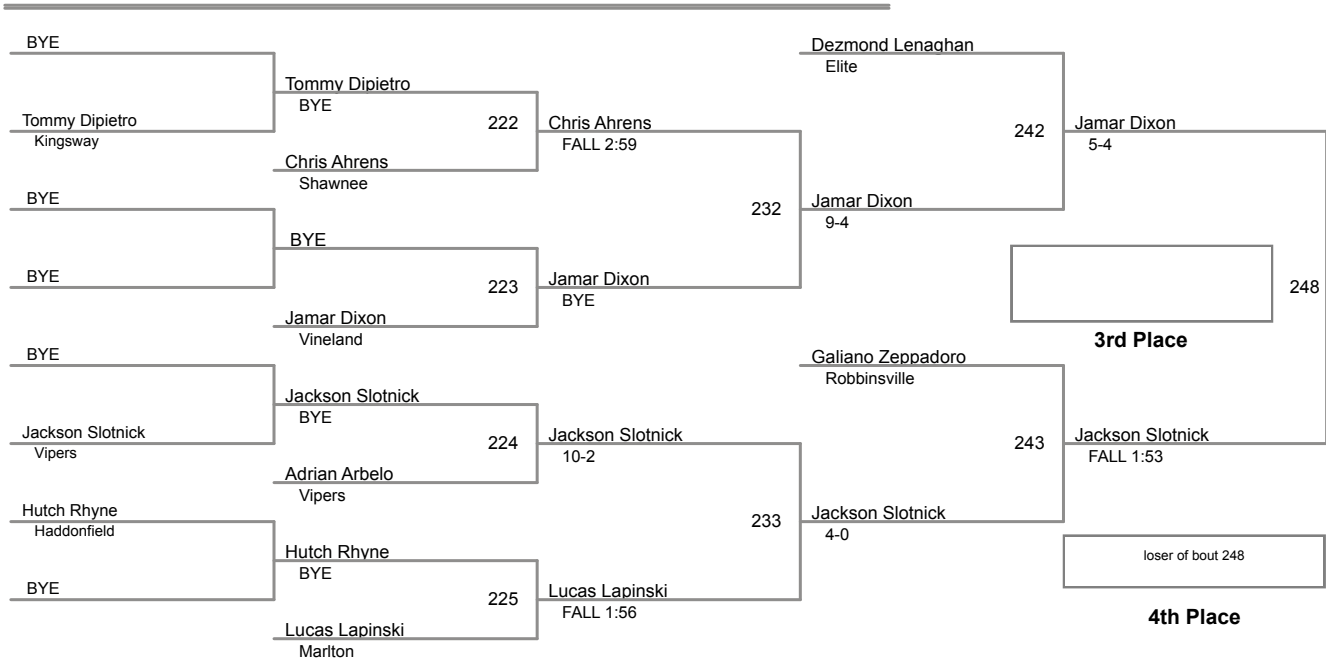 BYE
Tommy Dipietro
Kingsway
BYE
BYE
BYE
Jackson Slotnick
Vipers
Hutch Rhyne
Haddonfield
BYE
Tommy Dipietro
BYE
222
Chris Ahrens
Shawnee
BYE
223
Jamar Dixon
Vineland
Jackson Slotnick
BYE
224
Adrian Arbelo
Vipers
Hutch Rhyne
BYE
225
Lucas Lapinski
Marlton
Chris Ahrens
FALL 2:59
232
Jamar Dixon
BYE
Jackson Slotnick
10-2
233
Lucas Lapinski
FALL 1:56
Dezmond Lenaghan
Elite
242
Jamar Dixon
9-4
Galiano Zeppadoro
Robbinsville
243
Jackson Slotnick
4-0
Jamar Dixon
5-4
248
3rd Place
Jackson Slotnick
FALL 1:53
loser of bout 248
4th Place